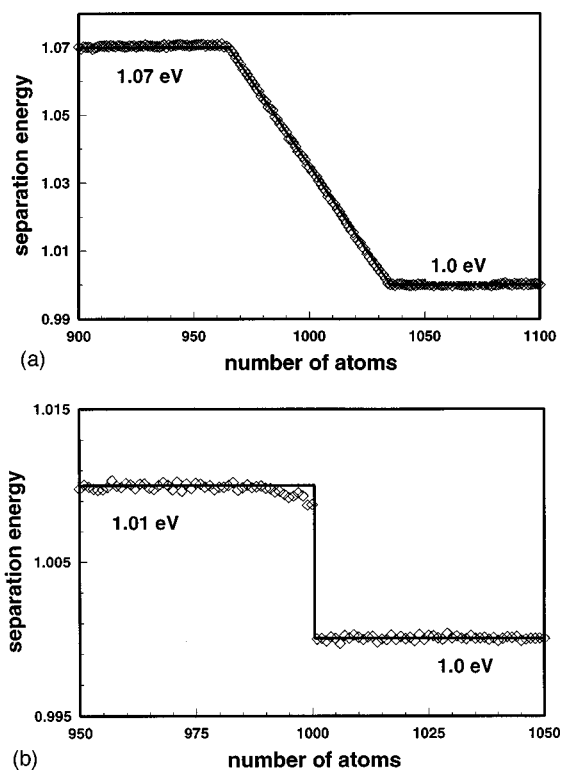 1.07
1.07 eV
1.05
1.03
1.01
1.0 eV
0.99
separation energy
900 950 1000 1050 1100
(a)
number of atoms
1.015
1.01 eV
1.005
1.0 eV
0.995
separation energy
950 975 1000 1025 1050
(b)
number of atoms